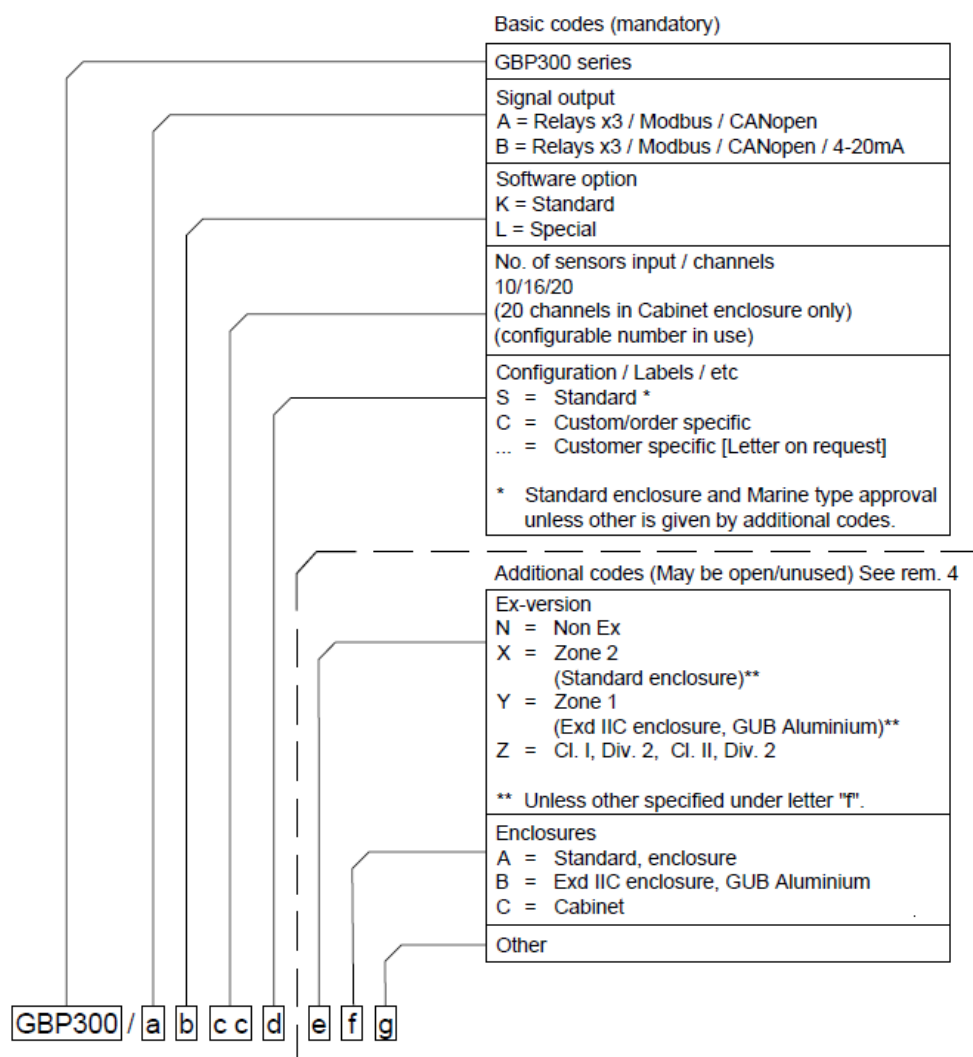 Basic codes (mandatory)
GBP300 series
Signal output
A = Relays x3 / Modbus / CANopen
B = Relays x3 / Modbus / CANopen / 4-20mA
Software option
K = Standard
L = Special
No. of sensors input / channels
10/16/20
(20 channels in Cabinet enclosure only)
(configurable number in use)
Configuration / Labels / etc
S = Standard *
C = Custom/order specific
... = Customer specific [Letter on request]
* Standard enclosure and Marine type approval
unless other is given by additional codes.
Additional codes (May be open/unused) See rem. 4
Ex-version
N = Non Ex
X = Zone 2
(Standard enclosure)**
Y = Zone 1
(Exd IIC enclosure, GUB Aluminium)**
Z = Cl. I, Div. 2, Cl. II, Div. 2
** Unless other specified under letter "f".
Enclosures
A = Standard, enclosure
B = Exd IIC enclosure, GUB Aluminium
C = Cabinet
Other
GBP300 / a b c c d e f g